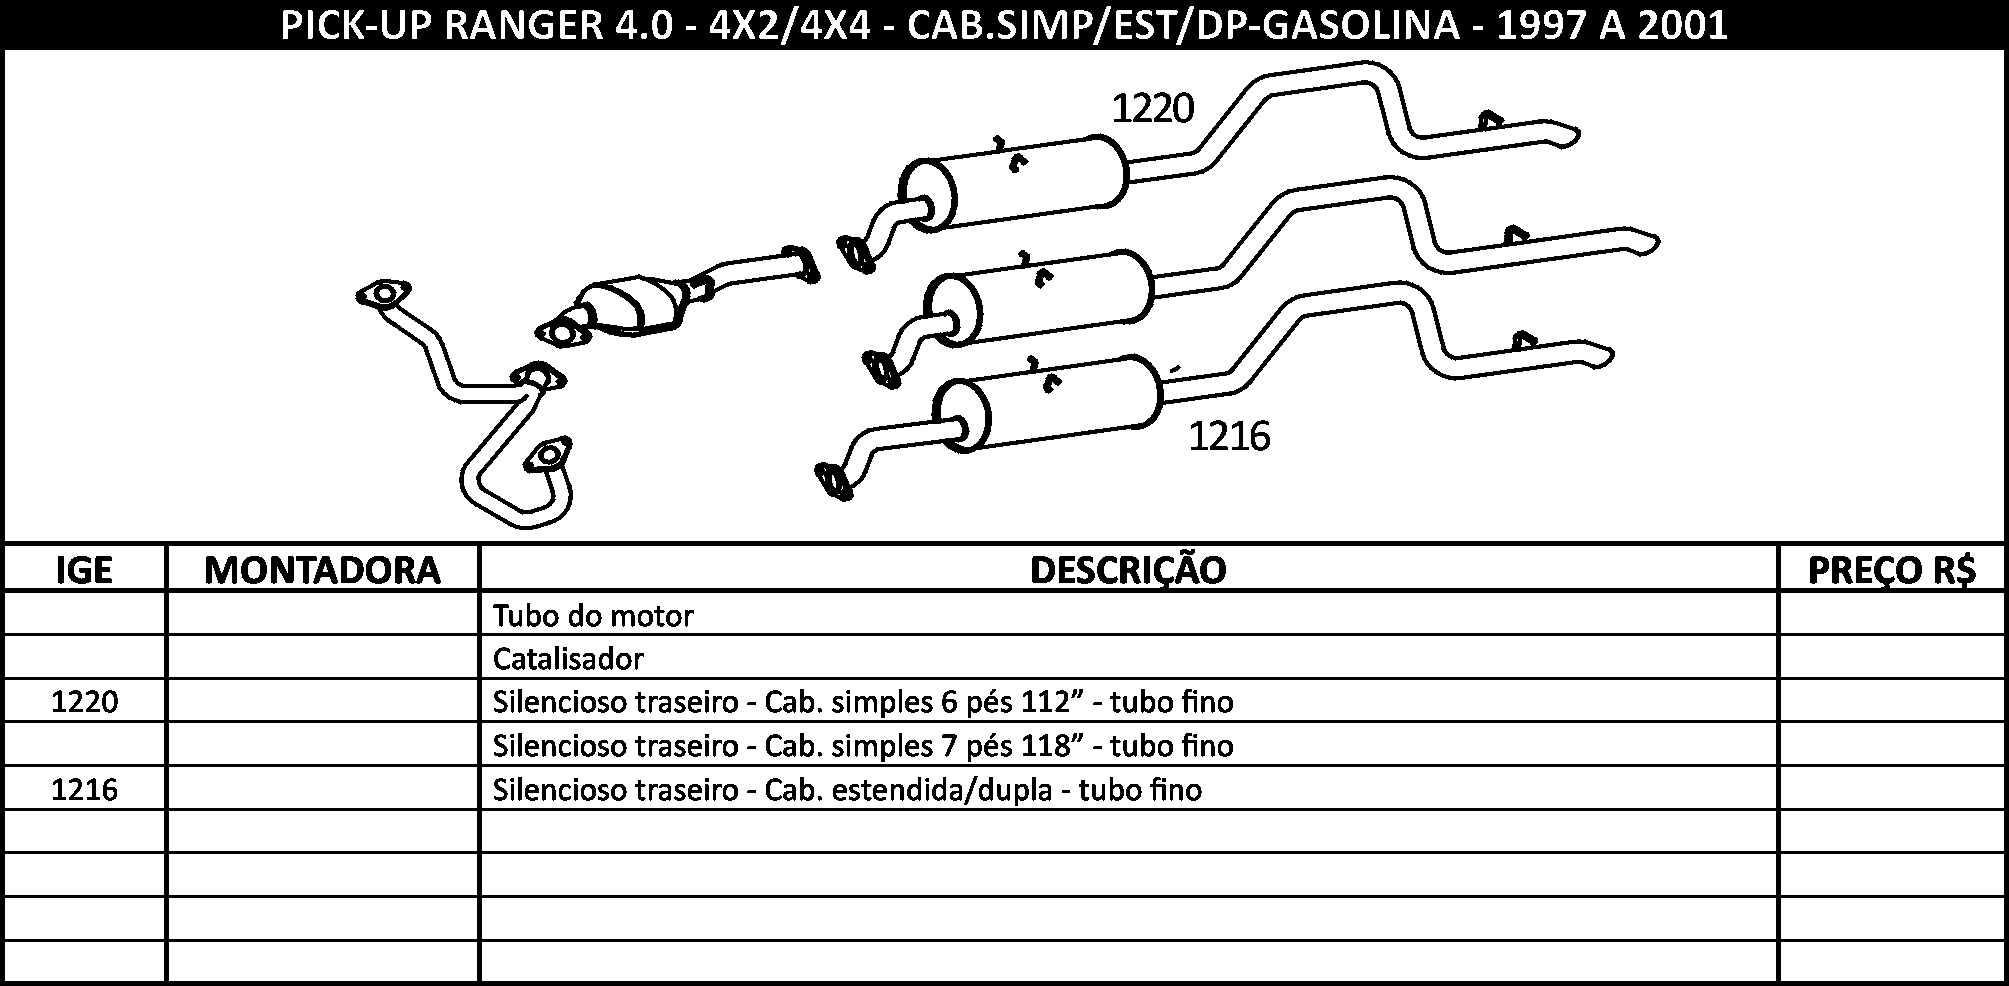 PICK-UP RANGER 4.0 - 4X2/4X4 - CAB.SIMP/EST/DP-GASOLINA - 1997 A 2001
1220
1216
IGE MONTADORA DESCRIÇÃO PREÇO R$
Tubo do motor
Catalisador
1220 Silencioso traseiro - Cab. simples 6 pés 112” - tubo fino
Silencioso traseiro - Cab. simples 7 pés 118” - tubo fino
1216 Silencioso traseiro - Cab. estendida/dupla - tubo fino